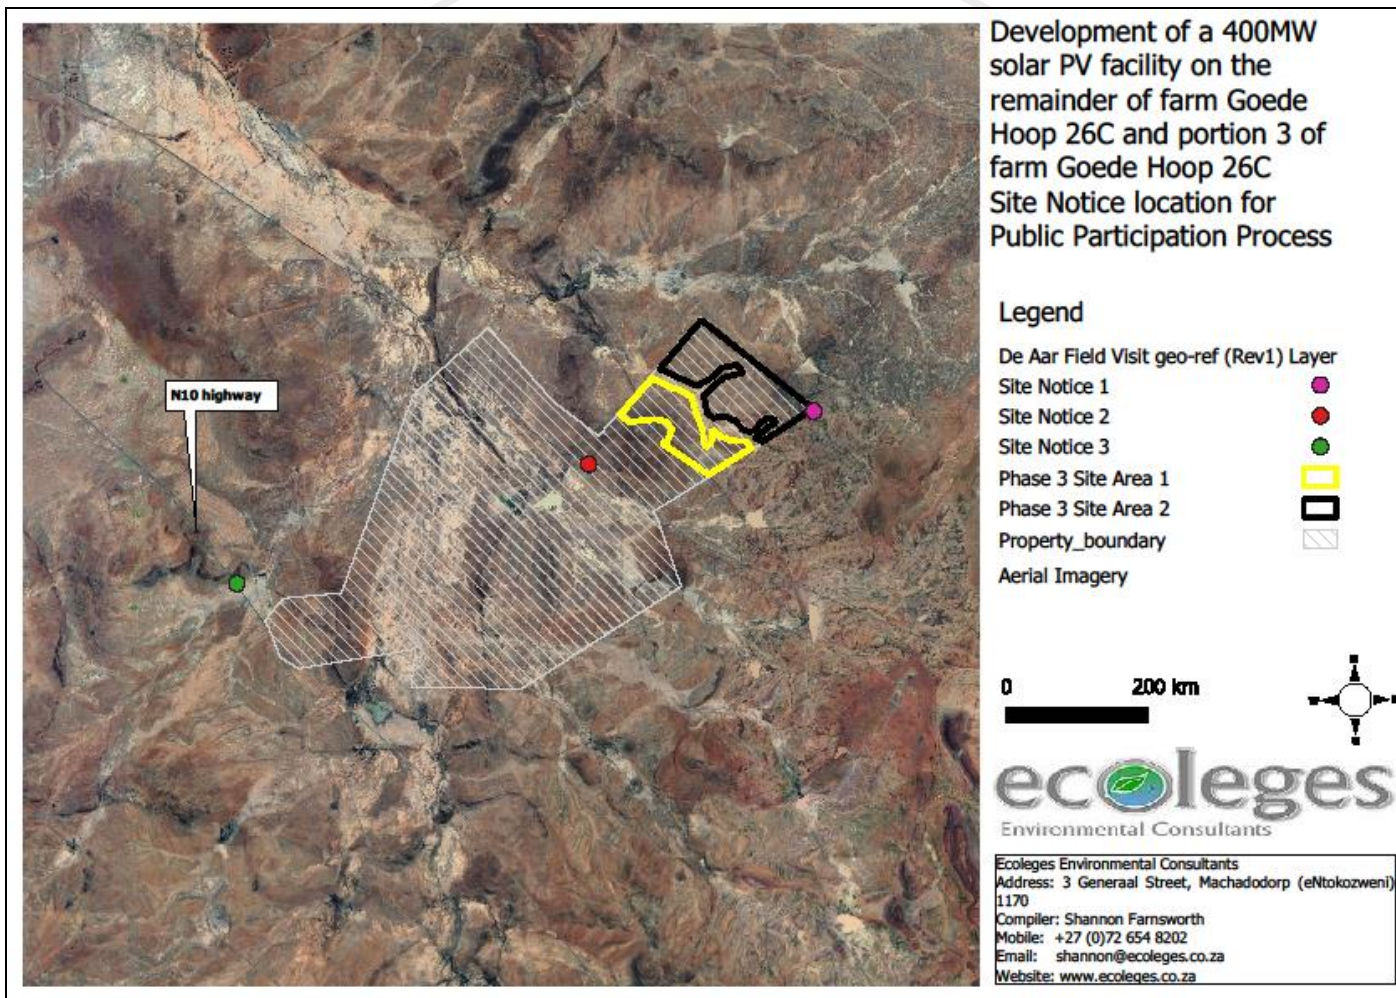 Development of a 400MW
solar PV facility on the
remainder of farm Goede
Hoop 26C and portion 3 of
farm Goede Hoop 26C
Site Notice location for
Public Participation Process
N10 highway
Legend
De Aar Field Visit geo-ref (Rev1) Layer
Site Notice 1
Site Notice 2
Site Notice 3
Phase 3 Site Area 1
Phase 3 Site Area 2
Property_boundary
Aerial Imagery
0 200 km
ecoleges
Environmental Consultants
Ecoleges Environmental Consultants
Address: 3 Generaal Street, Machadodorp (eNtokozweni)
1170
Compiler: Shannon Farnsworth
Mobile: +27 (0)72 654 8202
Email: shannon@ecoleges.co.za
Website: www.ecoleges.co.za